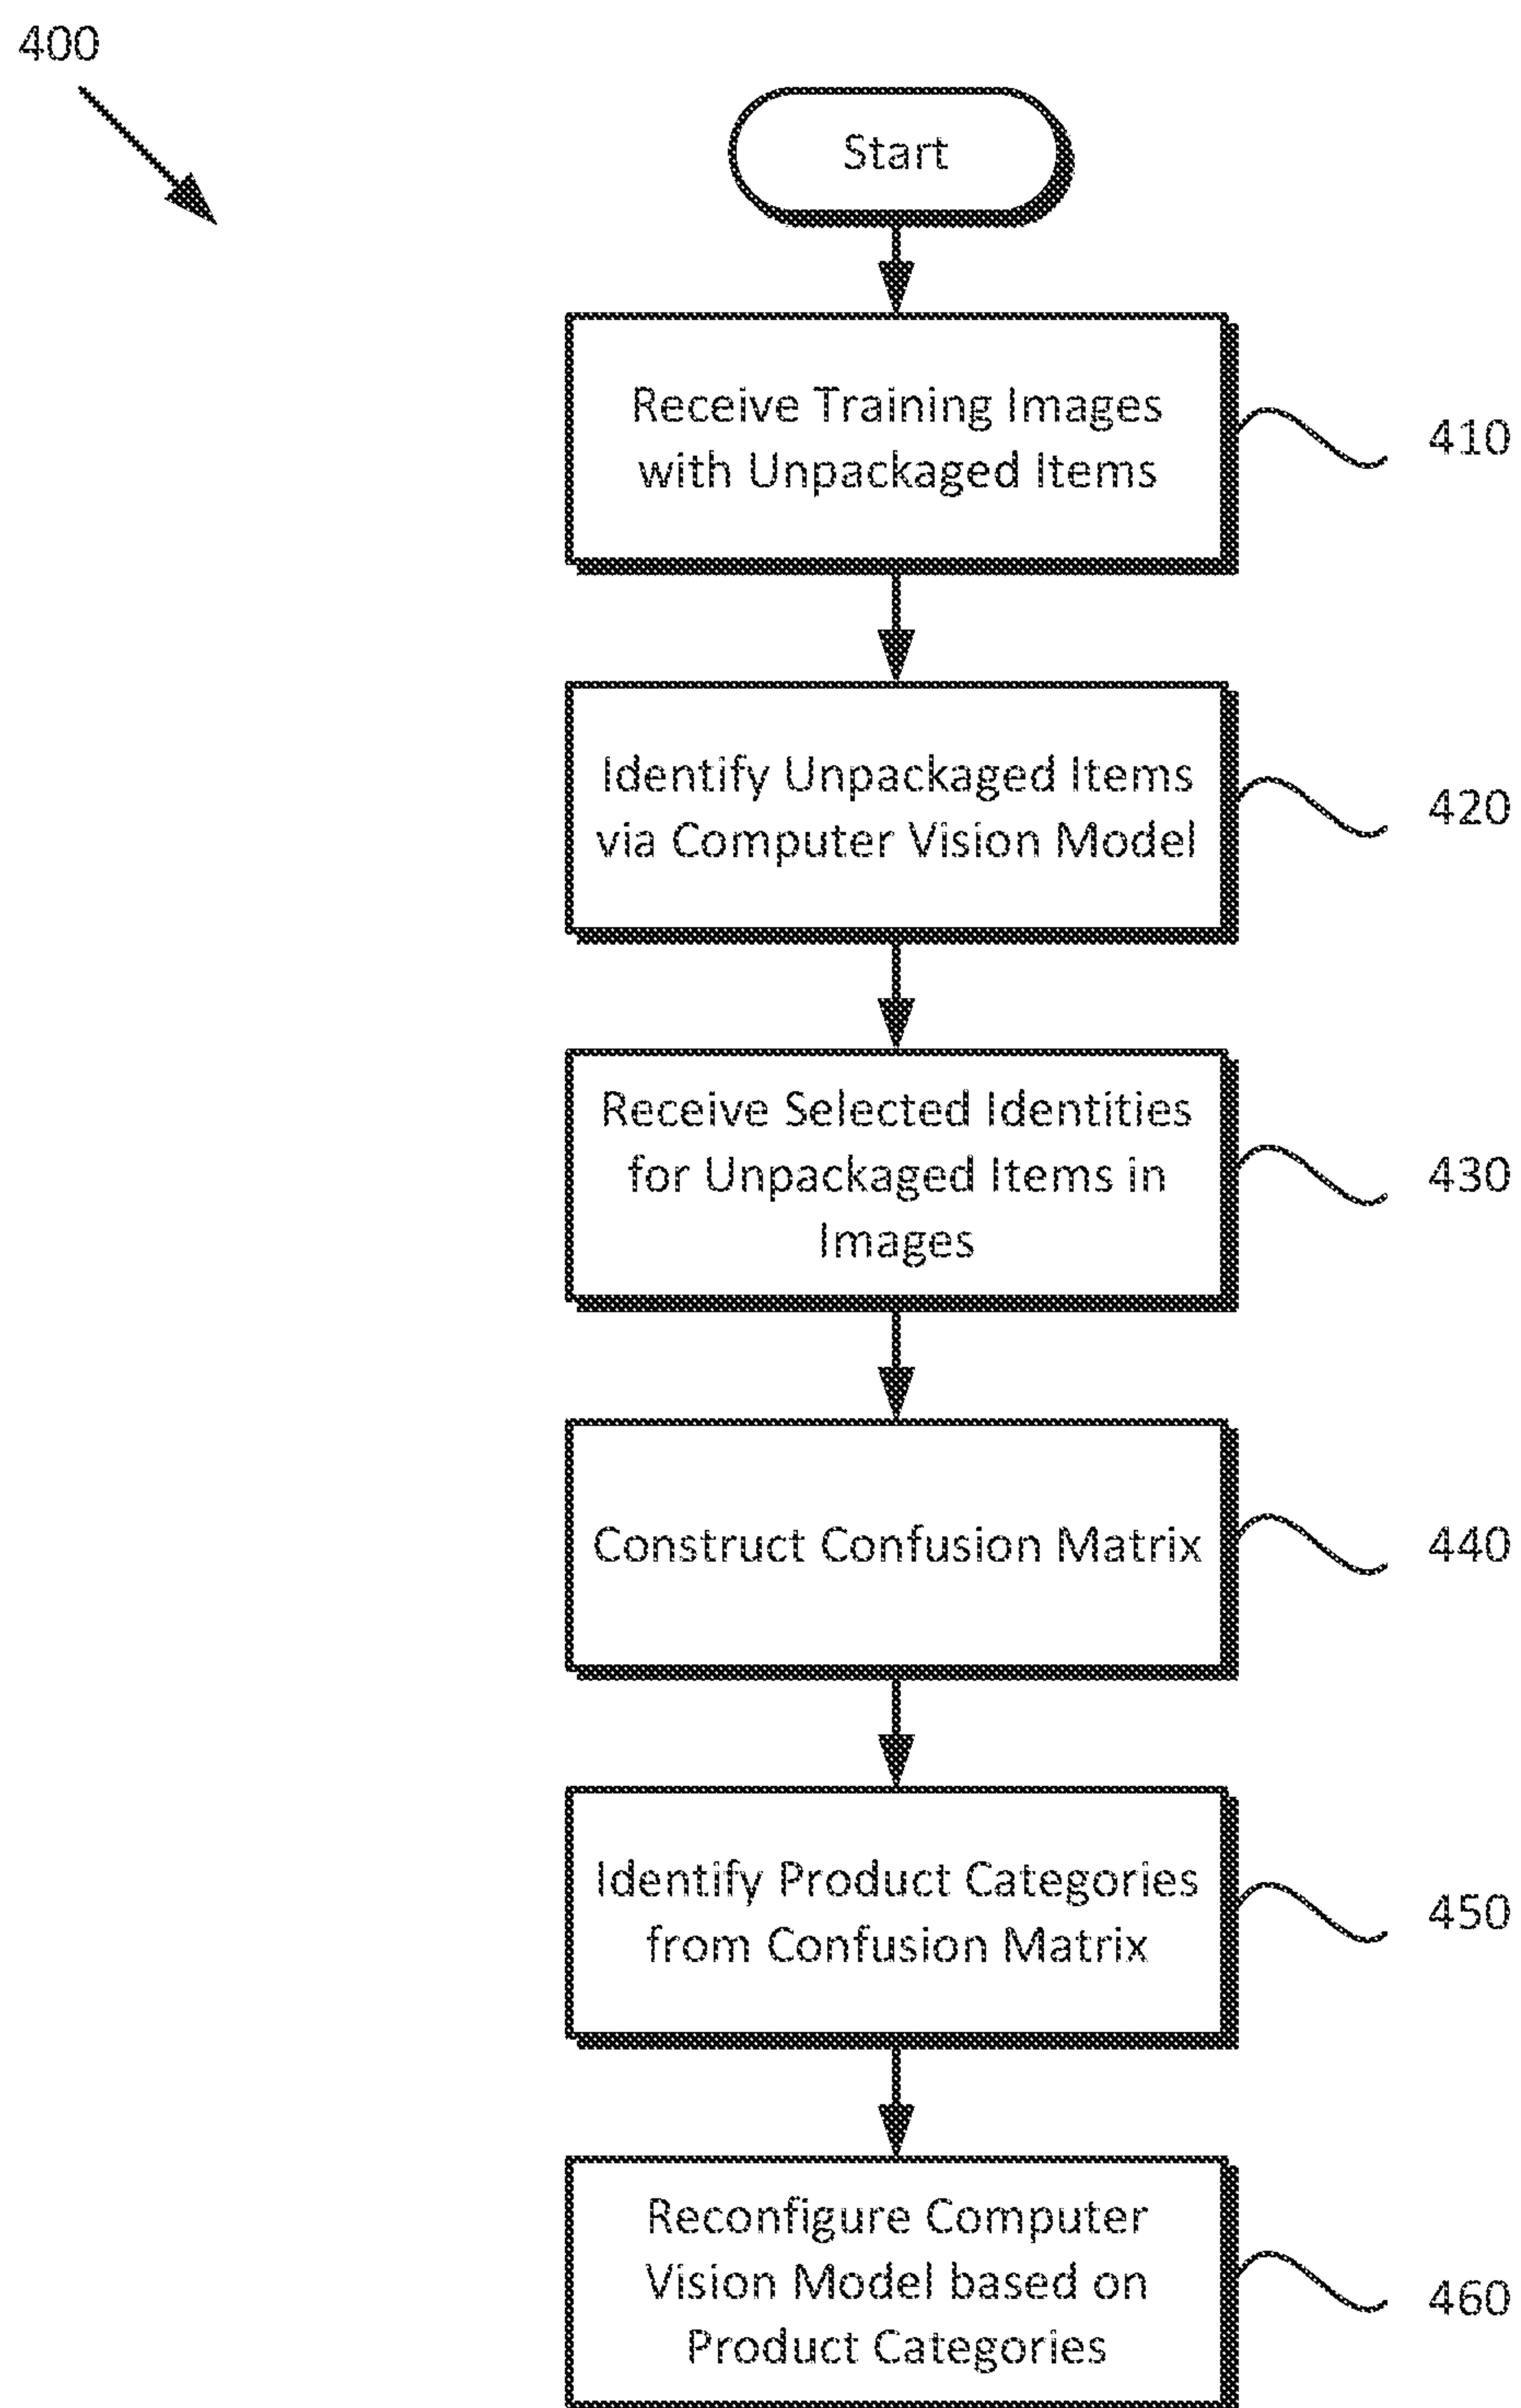 400
Start
Receive Training Images
with Unpackaged Items
410
Identify Unpackaged Items
via Computer Vision Model
420
Receive Selected Identities
for Unpackaged Items in
Images
430
Construct Confusion Matrix
440
Identify Product Categories
from Confusion Matrix
450
Reconfigure Computer
Vision Model based on
Product Categories
460